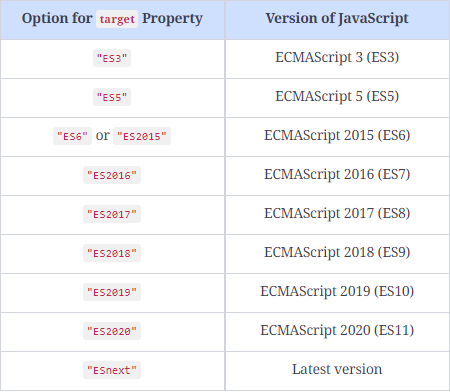 Option for target Property Version of JavaScript
"ES3" ECMAScript 3 (ES3)
"ES5" ECMAScript 5 (ES5)
"ES6" or "ES2015" ECMAScript 2015 (ES6)
"ES2016" ECMAScript 2016 (ES7)
"ES2017" ECMAScript 2017 (ES8)
"ES2018" ECMAScript 2018 (ES9)
"ES2019" ECMAScript 2019 (ES10)
"ES2020" ECMAScript 2020 (ES11)
"ESnext" Latest version